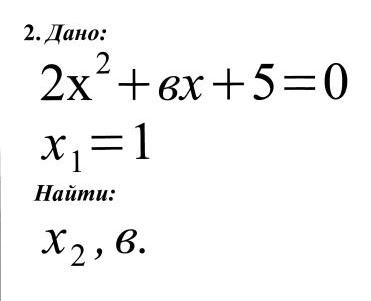 2. Дано:
2x² + вx + 5 = 0
x₁ = 1
Найти:
x₂ , в.